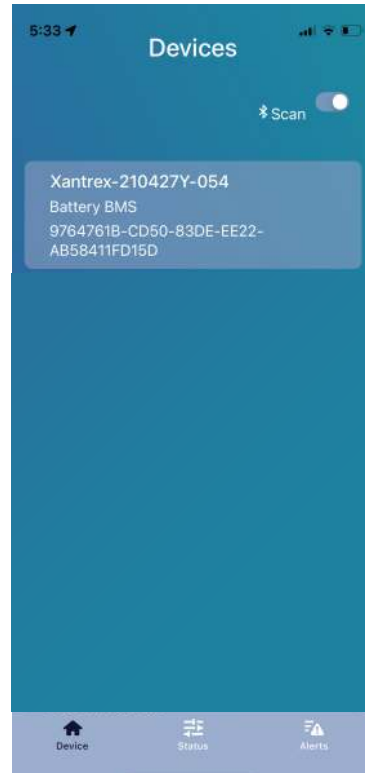 5:33
Devices
Scan
Xantrex-210427Y-054
Battery BMS
9764761B-CD50-83DE-EE22-
AB58411FD15D
Device
Status
Alerts